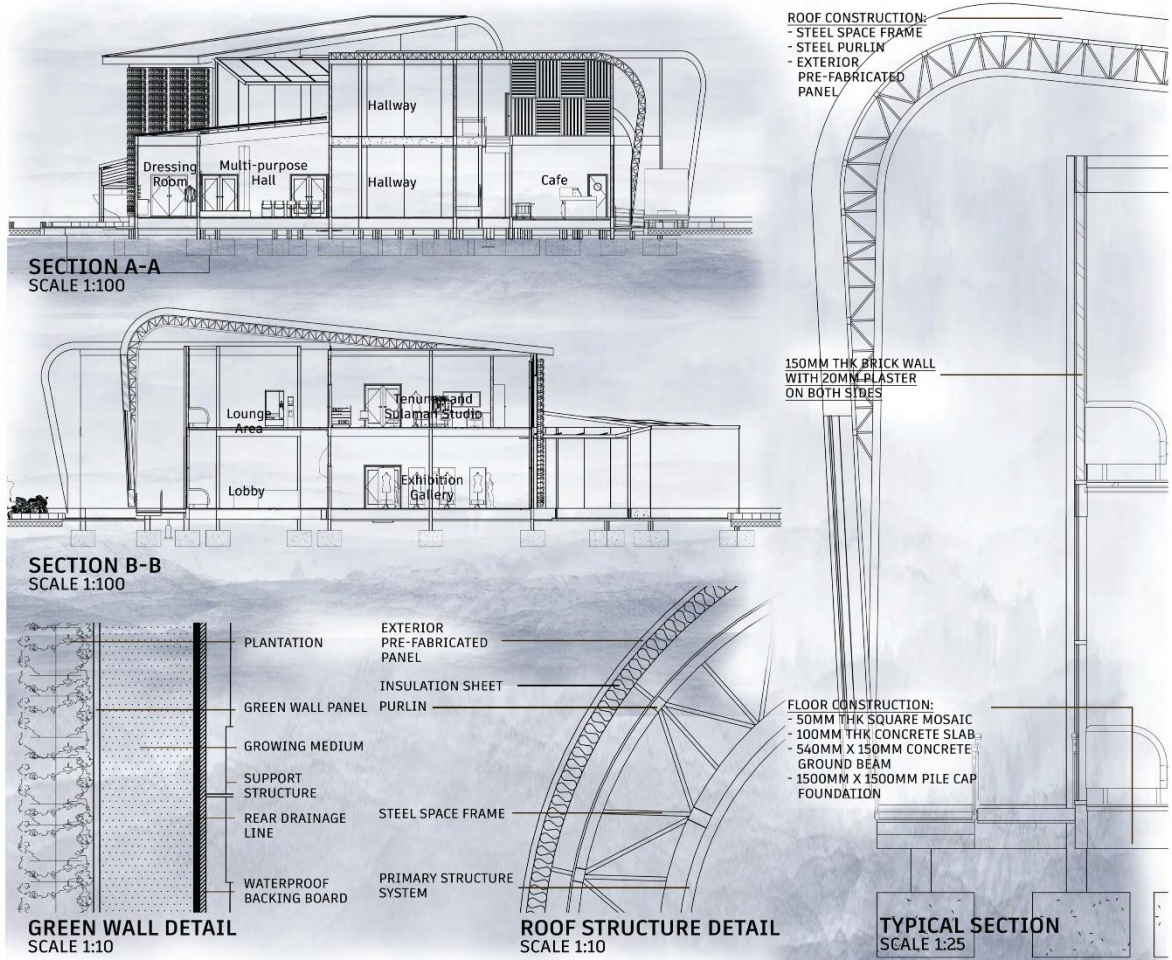 Hallway
Dressing
Room
Multi-purpose
Hall
Hallway
Cafe
SECTION A-A
SCALE 1:100
Lounge
Area
Tenunan and
Sulaman Studio
Lobby
Exhibition
Gallery
SECTION B-B
SCALE 1:100
PLANTATION
GREEN WALL PANEL
GROWING MEDIUM
SUPPORT
STRUCTURE
REAR DRAINAGE
LINE
WATERPROOF
BACKING BOARD
GREEN WALL DETAIL
SCALE 1:10
EXTERIOR
PRE-FABRICATED
PANEL
INSULATION SHEET
PURLIN
STEEL SPACE FRAME
PRIMARY STRUCTURE
SYSTEM
ROOF STRUCTURE DETAIL
SCALE 1:10
ROOF CONSTRUCTION:
- STEEL SPACE FRAME
- STEEL PURLIN
- EXTERIOR
PRE-FABRICATED
PANEL
150MM THK BRICK WALL
WITH 20MM PLASTER
ON BOTH SIDES
FLOOR CONSTRUCTION:
- 50MM THK SQUARE MOSAIC
- 100MM THK CONCRETE SLAB
- 540MM X 150MM CONCRETE
GROUND BEAM
- 1500MM X 1500MM PILE CAP
FOUNDATION
TYPICAL SECTION
SCALE 1:25